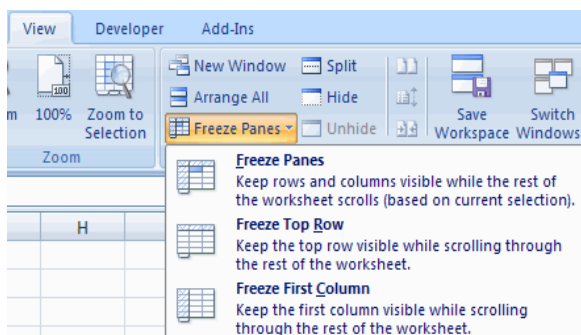 View Developer Add-Ins
New Window Split
Arrange All Hide
Freeze Panes Unhide
100
100% Zoom to Selection
Save Workspace
Switch Windows
Zoom
Freeze Panes
Keep rows and columns visible while the rest of
the worksheet scrolls (based on current selection).
Freeze Top Row
Keep the top row visible while scrolling through
the rest of the worksheet.
Freeze First Column
Keep the first column visible while scrolling
through the rest of the worksheet.
H